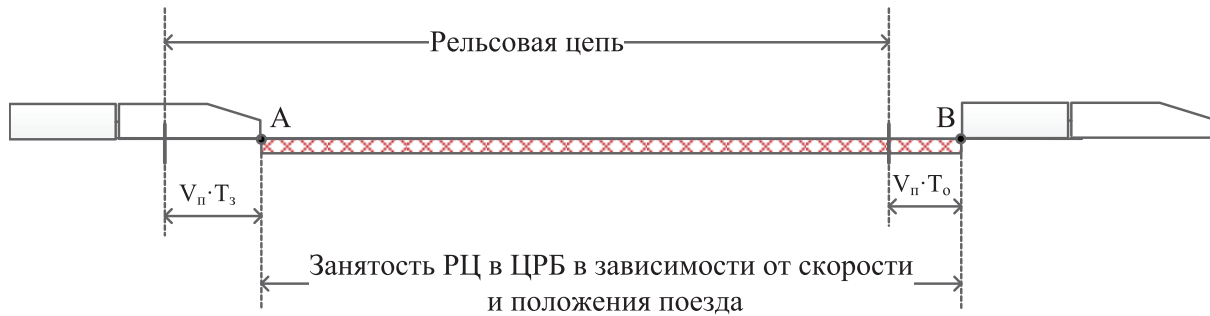 Рельсовая цепь
A
B
Vп·Tз
Vп·Tо
Занятость РЦ в ЦРБ в зависимости от скорости
и положения поезда